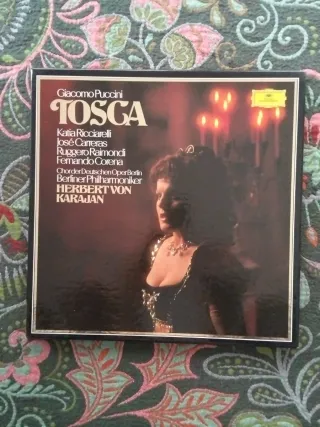 Giacomo Puccini
TOSCA
Katia Ricciarelli
José Carreras
Ruggero Raimondi
Fernando Corena
Chor der Deutschen Oper Berlin
Berliner Philharmoniker
HERBERT VON
KARAJAN